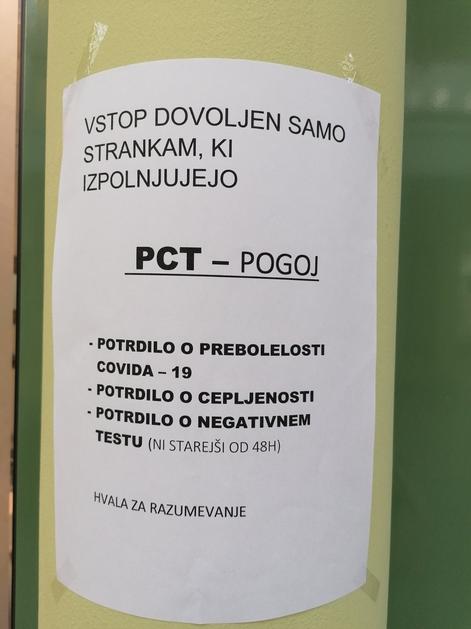 VSTOP DOVOLJEN SAMO
STRANKAM, KI
IZPOLNJUJEJO
PCT – POGOJ
- POTRDILO O PREBOLELOSTI
COVIDA – 19
- POTRDILO O CEPLJENOSTI
- POTRDILO O NEGATIVNEM
TESTU (NI STAREJŠI OD 48H)
HVALA ZA RAZUMEVANJE